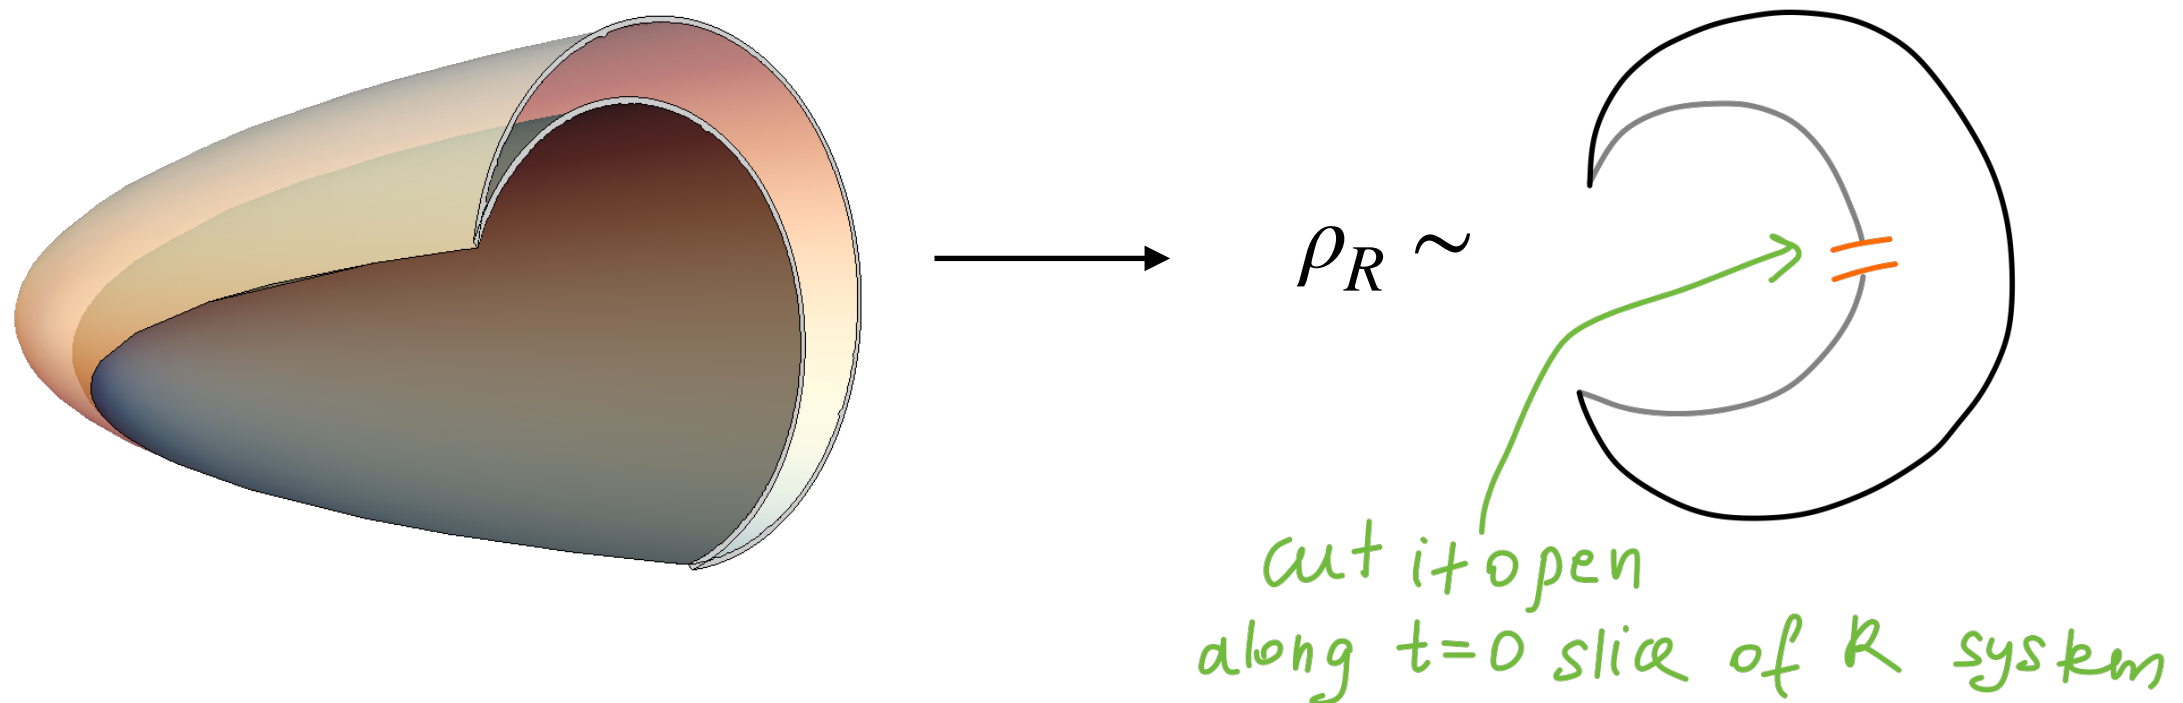 ρ_R ~
cut it open
along t=0 slice of R system